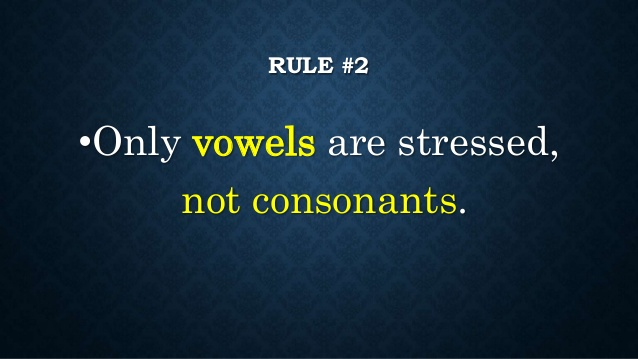 RULE #2
•Only vowels are stressed,
not consonants.